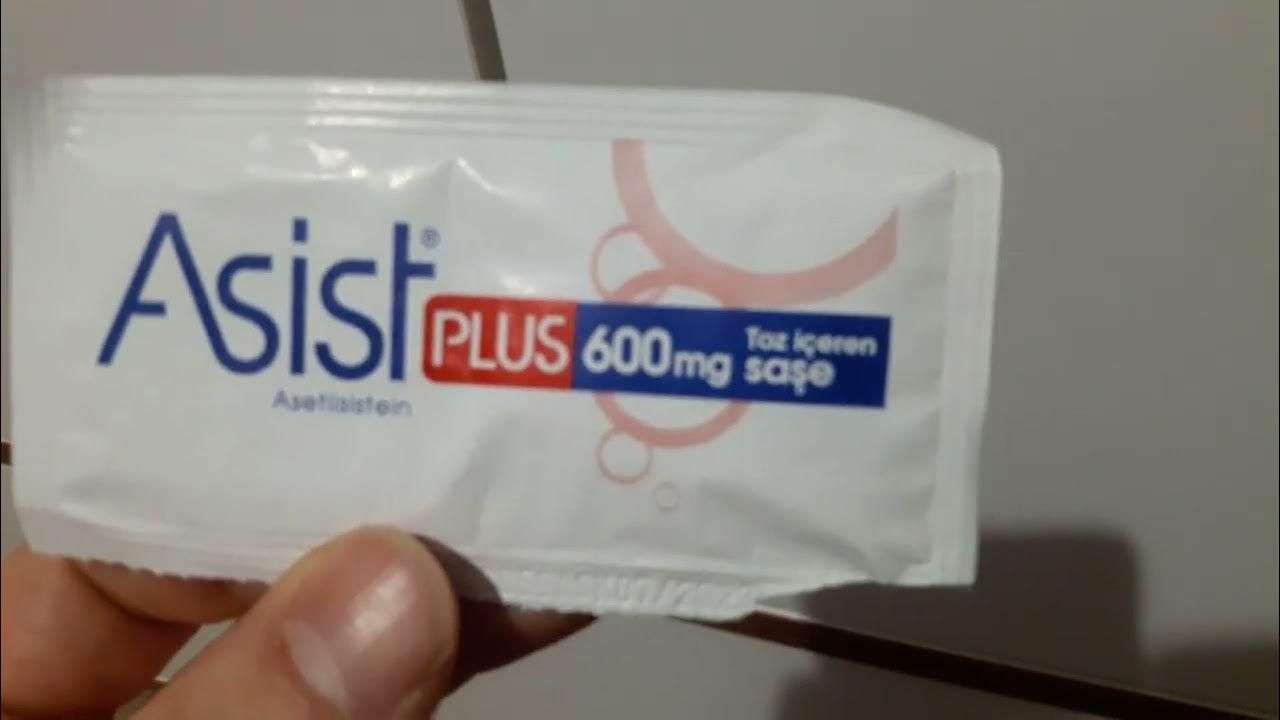 Asist®
PLUS 600mg Toz içeren
saşe
Asetilsistein